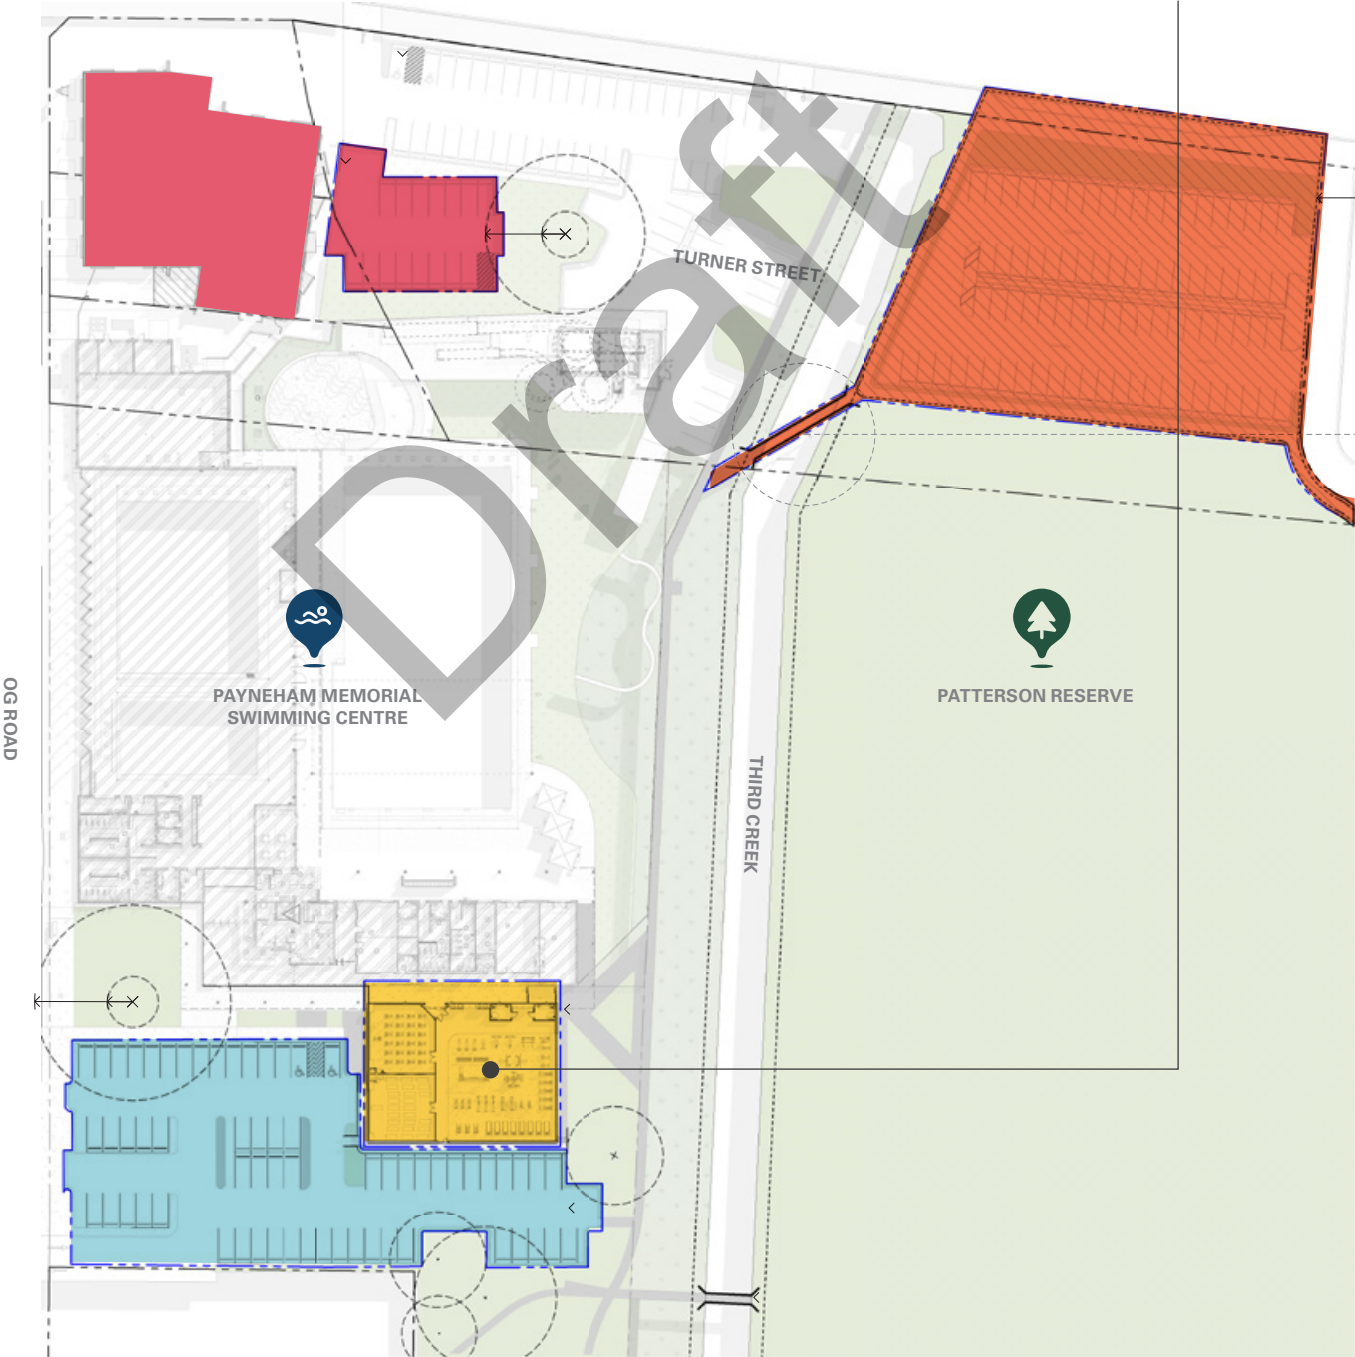 Draft
TURNER STREET
PAYNEHAM MEMORIAL
SWIMMING CENTRE
PATTERSON RESERVE
OG ROAD
THIRD CREEK